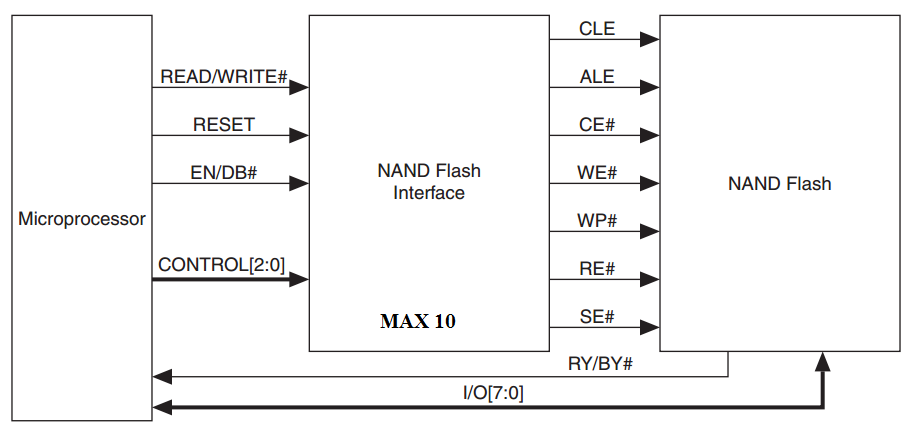 Microprocessor
READ/WRITE#
RESET
EN/DB#
CONTROL[2:0]
NAND Flash
Interface
MAX 10
CLE
ALE
CE#
WE#
WP#
RE#
SE#
NAND Flash
RY/BY#
I/O[7:0]